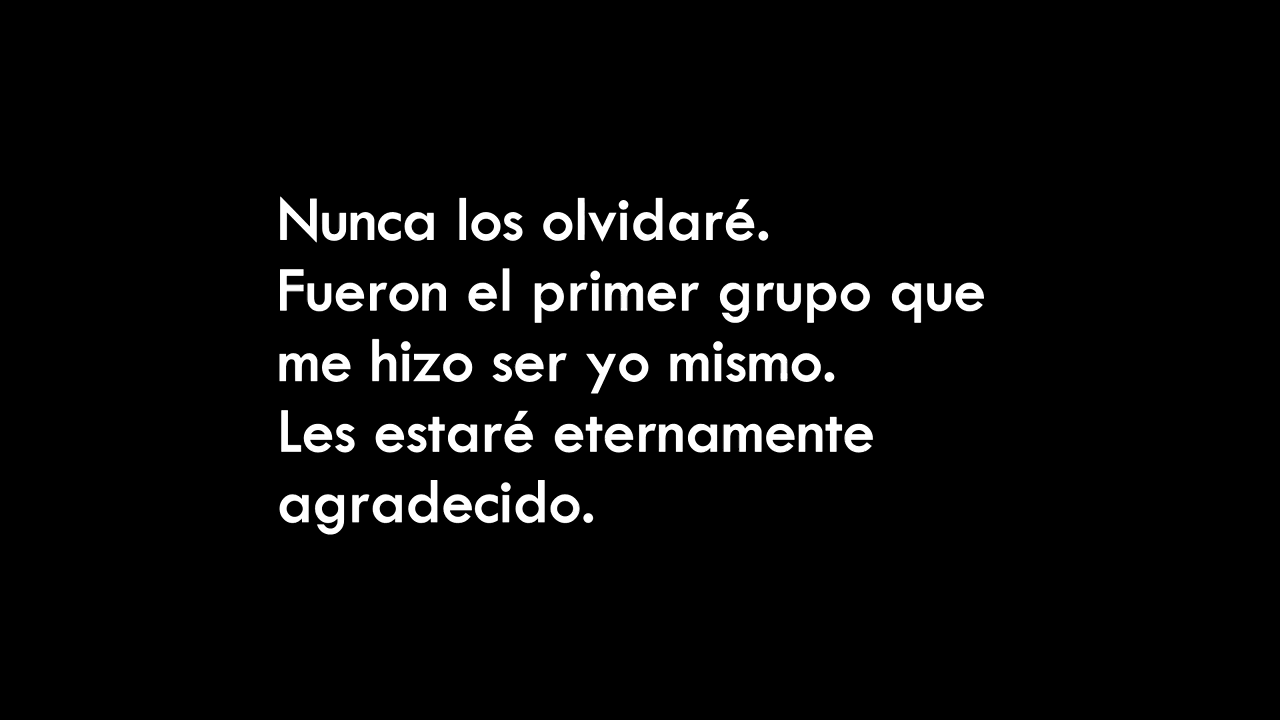 Nunca los olvidaré.
Fueron el primer grupo que
me hizo ser yo mismo.
Les estaré eternamente
agradecido.